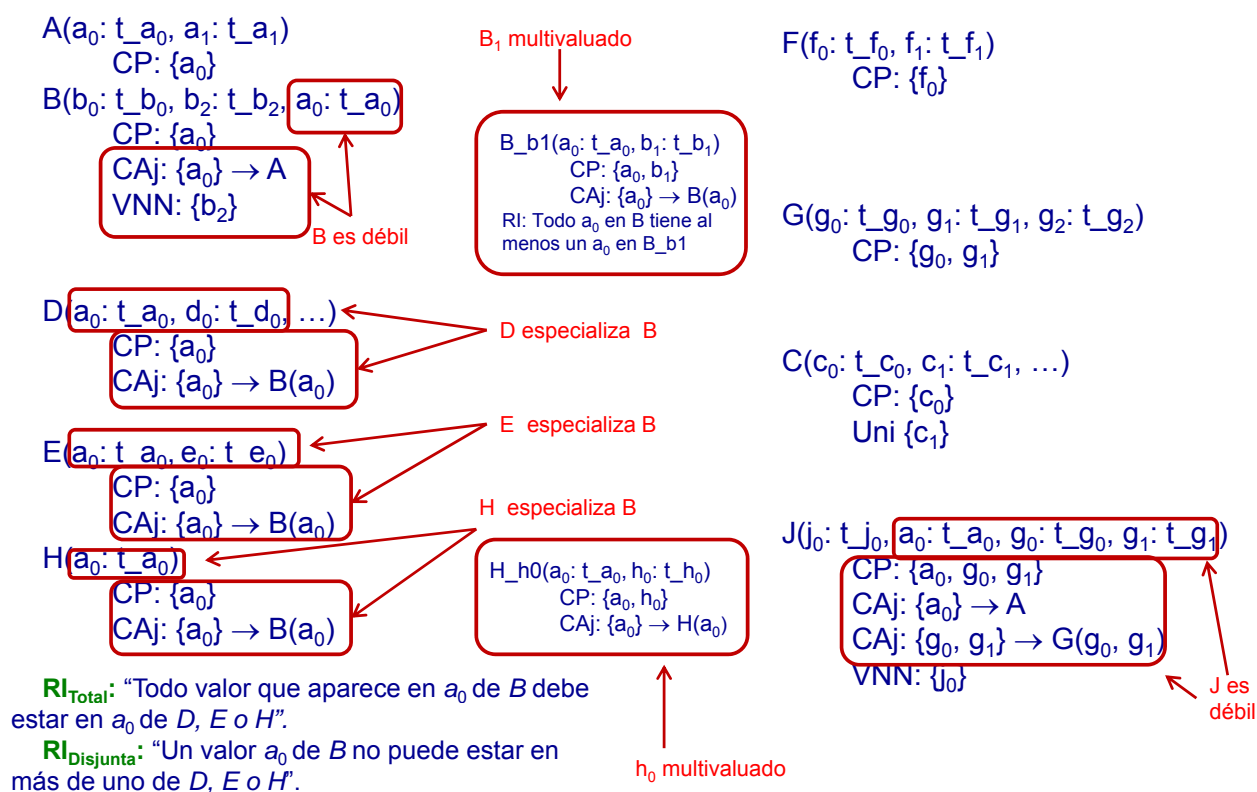 A(a₀: t_a₀, a₁: t_a₁)
CP: {a₀}
B(b₀: t_b₀, b₂: t_b₂, a₀: t_a₀)
CP: {a₀}
CAj: {a₀} → A
VNN: {b₂}
B es débil
D(a₀: t_a₀, d₀: t_d₀, …)
CP: {a₀}
CAj: {a₀} → B(a₀)
E(a₀: t_a₀, e₀: t_e₀)
CP: {a₀}
CAj: {a₀} → B(a₀)
H(a₀: t_a₀)
CP: {a₀}
CAj: {a₀} → B(a₀)
RI_Total: “Todo valor que aparece en a₀ de B debe
estar en a₀ de D, E o H”.
RI_Disjunta: “Un valor a₀ de B no puede estar en
más de uno de D, E o H”.
B₁ multivaluado
B_b1(a₀: t_a₀, b₁: t_b₁)
CP: {a₀, b₁}
CAj: {a₀} → B(a₀)
RI: Todo a₀ en B tiene al
menos un a₀ en B_b1
D especializa B
E especializa B
H especializa B
H_h0(a₀: t_a₀, h₀: t_h₀)
CP: {a₀, h₀}
CAj: {a₀} → H(a₀)
h₀ multivaluado
F(f₀: t_f₀, f₁: t_f₁)
CP: {f₀}
G(g₀: t_g₀, g₁: t_g₁, g₂: t_g₂)
CP: {g₀, g₁}
C(c₀: t_c₀, c₁: t_c₁, …)
CP: {c₀}
Uni {c₁}
J(j₀: t_j₀, a₀: t_a₀, g₀: t_g₀, g₁: t_g₁)
CP: {a₀, g₀, g₁}
CAj: {a₀} → A
CAj: {g₀, g₁} → G(g₀, g₁)
VNN: {j₀}
J es
débil